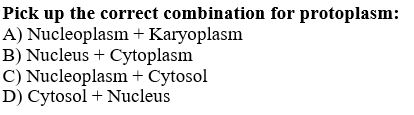 Pick up the correct combination for protoplasm:
A) Nucleoplasm + Karyoplasm
B) Nucleus + Cytoplasm
C) Nucleoplasm + Cytosol
D) Cytosol + Nucleus